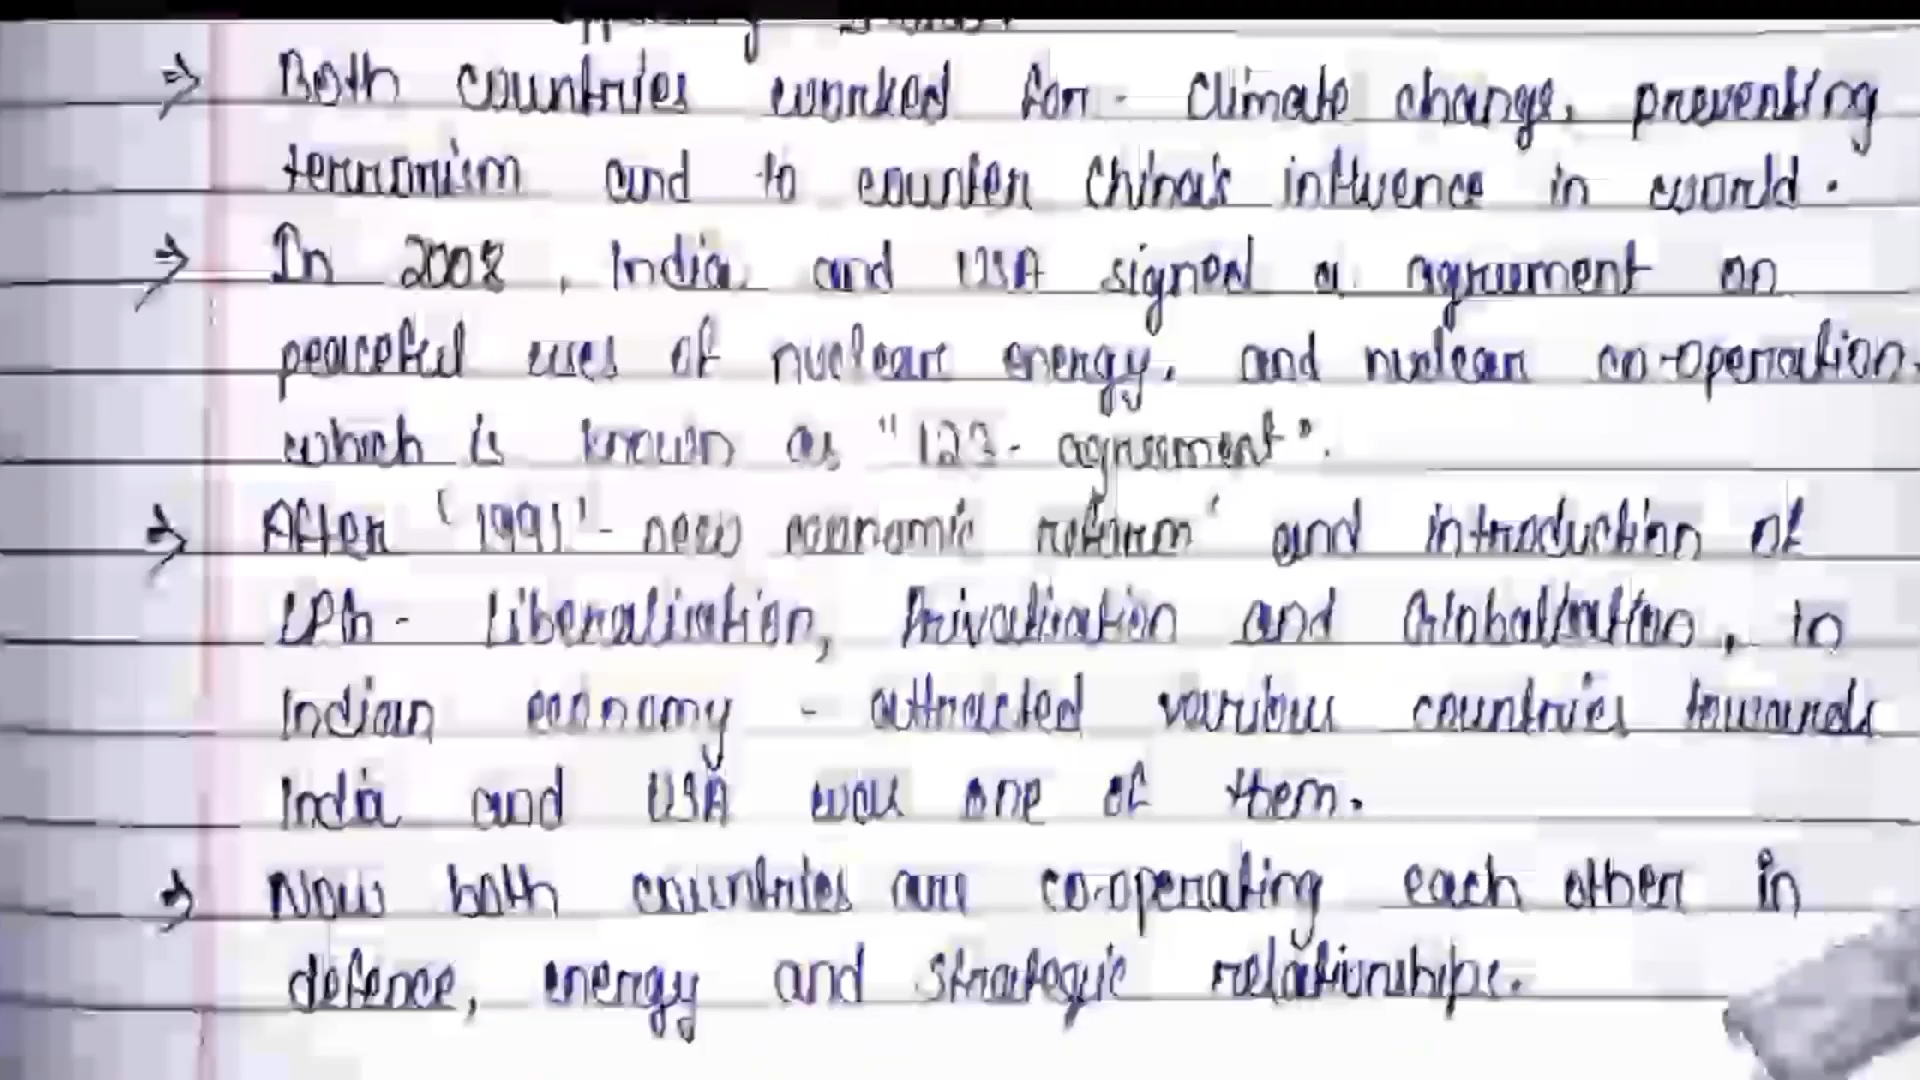 ⇒ Both countries worked for - climate change, preventing
terrorism and to counter China's influence in world.
⇒ In 2008, India and USA signed a agreement on
peaceful uses of nuclear energy, and nuclear co-operation.
which is known as "123- agreement".
⇒ After '1991'- new economic reform' and introduction of
LPG - Liberalisation, Privatisation and Globalisation, in
Indian economy - attracted various countries towards
India and USA was one of them.
⇒ Now both countries are co-operating each other in
defence, energy and strategic relationships.